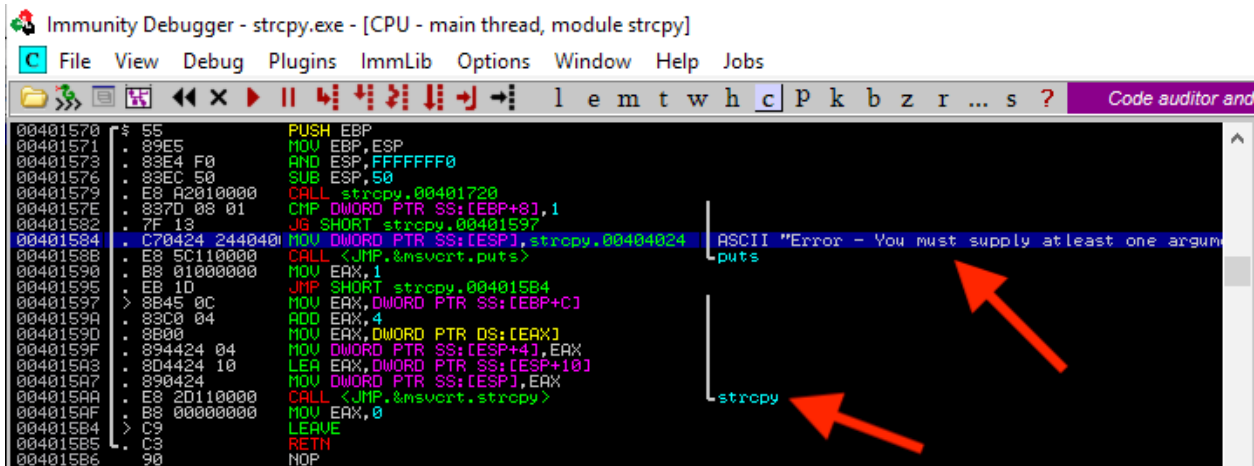 Immunity Debugger - strcpy.exe - [CPU - main thread, module strcpy]
C File View Debug Plugins ImmLib Options Window Help Jobs
l e m t w h c P k b z r ... s ? Code auditor and
00401570 $ 55 PUSH EBP
00401571 . 89E5 MOV EBP,ESP
00401573 . 83E4 F0 AND ESP,FFFFFFF0
00401576 . 83EC 50 SUB ESP,50
00401579 . E8 A2010000 CALL strcpy.00401720
0040157E . 837D 08 01 CMP DWORD PTR SS:[EBP+8],1
00401582 . 7F 13 JG SHORT strcpy.00401597
00401584 . C70424 244040 MOV DWORD PTR SS:[ESP],strcpy.00404024 ASCII "Error - You must supply atleast one argum
0040158B . E8 5C110000 CALL <JMP.&msvcrt.puts> puts
00401590 . B8 01000000 MOV EAX,1
00401595 . EB 1D JMP SHORT strcpy.004015B4
00401597 > 8B45 0C MOV EAX,DWORD PTR SS:[EBP+C]
0040159A . 83C0 04 ADD EAX,4
0040159D . 8B00 MOV EAX,DWORD PTR DS:[EAX]
0040159F . 894424 04 MOV DWORD PTR SS:[ESP+4],EAX
004015A3 . 8D4424 10 LEA EAX,DWORD PTR SS:[ESP+10]
004015A7 . 890424 MOV DWORD PTR SS:[ESP],EAX
004015AA . E8 2D110000 CALL <JMP.&msvcrt.strcpy> strcpy
004015AF . B8 00000000 MOV EAX,0
004015B4 > C9 LEAVE
004015B5 . C3 RETN
004015B6 90 NOP